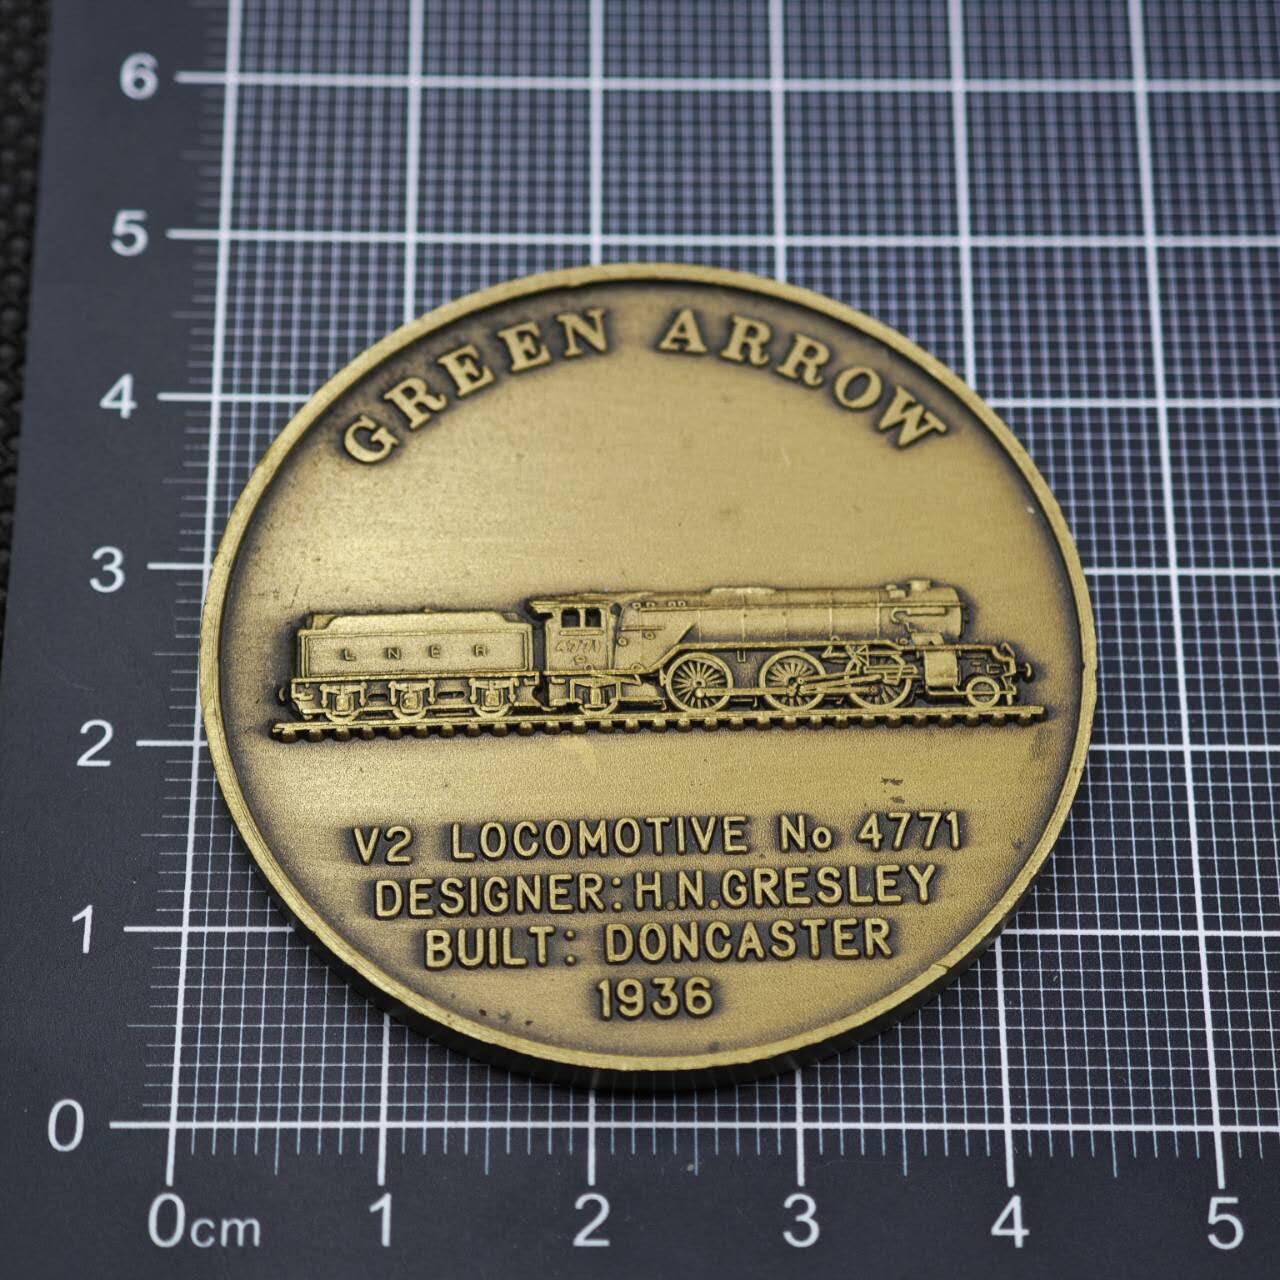 6
5
GREEN ARROW
4
3
L N E R
4771
2
V2 LOCOMOTIVE No 4771
DESIGNER: H.N.GRESLEY
1
BUILT: DONCASTER
1936
0
0cm 1 2 3 4 5